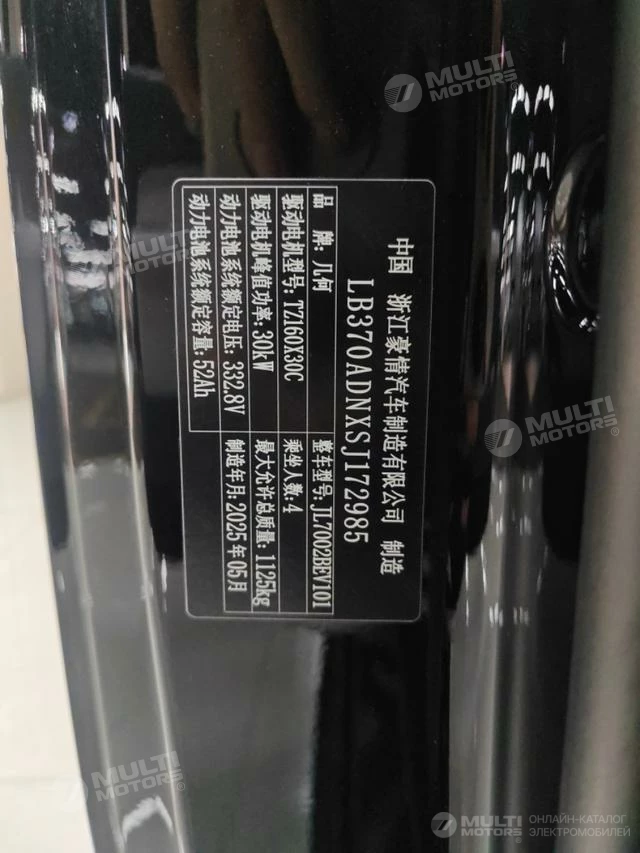 中国 浙江豪情汽车制造有限公司 制造
LB370ADNXSJ172985
品 牌: 几何 整车型号: JL7002BEV101
驱动电机型号: TZ160X30C 乘坐人数: 4
驱动电机峰值功率: 30kW 最大允许总质量: 1125kg
动力电池系统额定电压: 332.8V 制造年月: 2025年05月
动力电池系统额定容量: 52Ah
MULTI
MOTORS®
MULTI
MOTORS®
MULTI
MOTORS®
MULTI
MOTORS®
MULTI
MOTORS®
ОНЛАЙН-КАТАЛОГ
ЭЛЕКТРОМОБИЛЕЙ